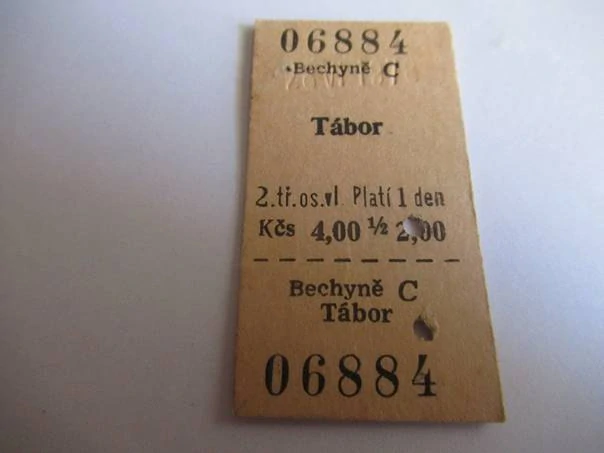 06884
Bechyně C
Tábor
2.tř.os.vl Platí 1 den
Kčs 4,00 ½ 2,00
Bechyně C
Tábor
06884